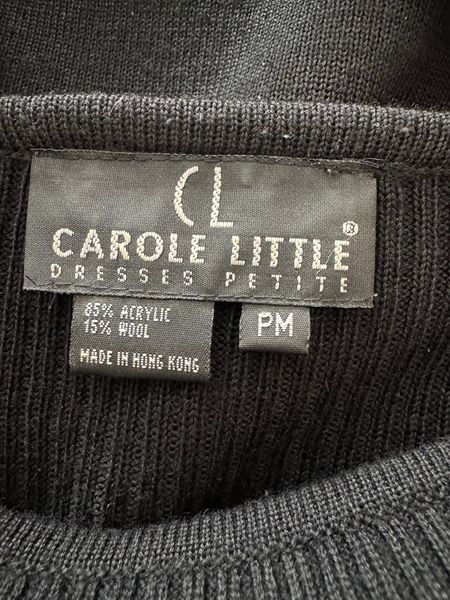 CL
CAROLE LITTLE®
DRESSES PETITE
85% ACRYLIC
15% WOOL
MADE IN HONG KONG
PM